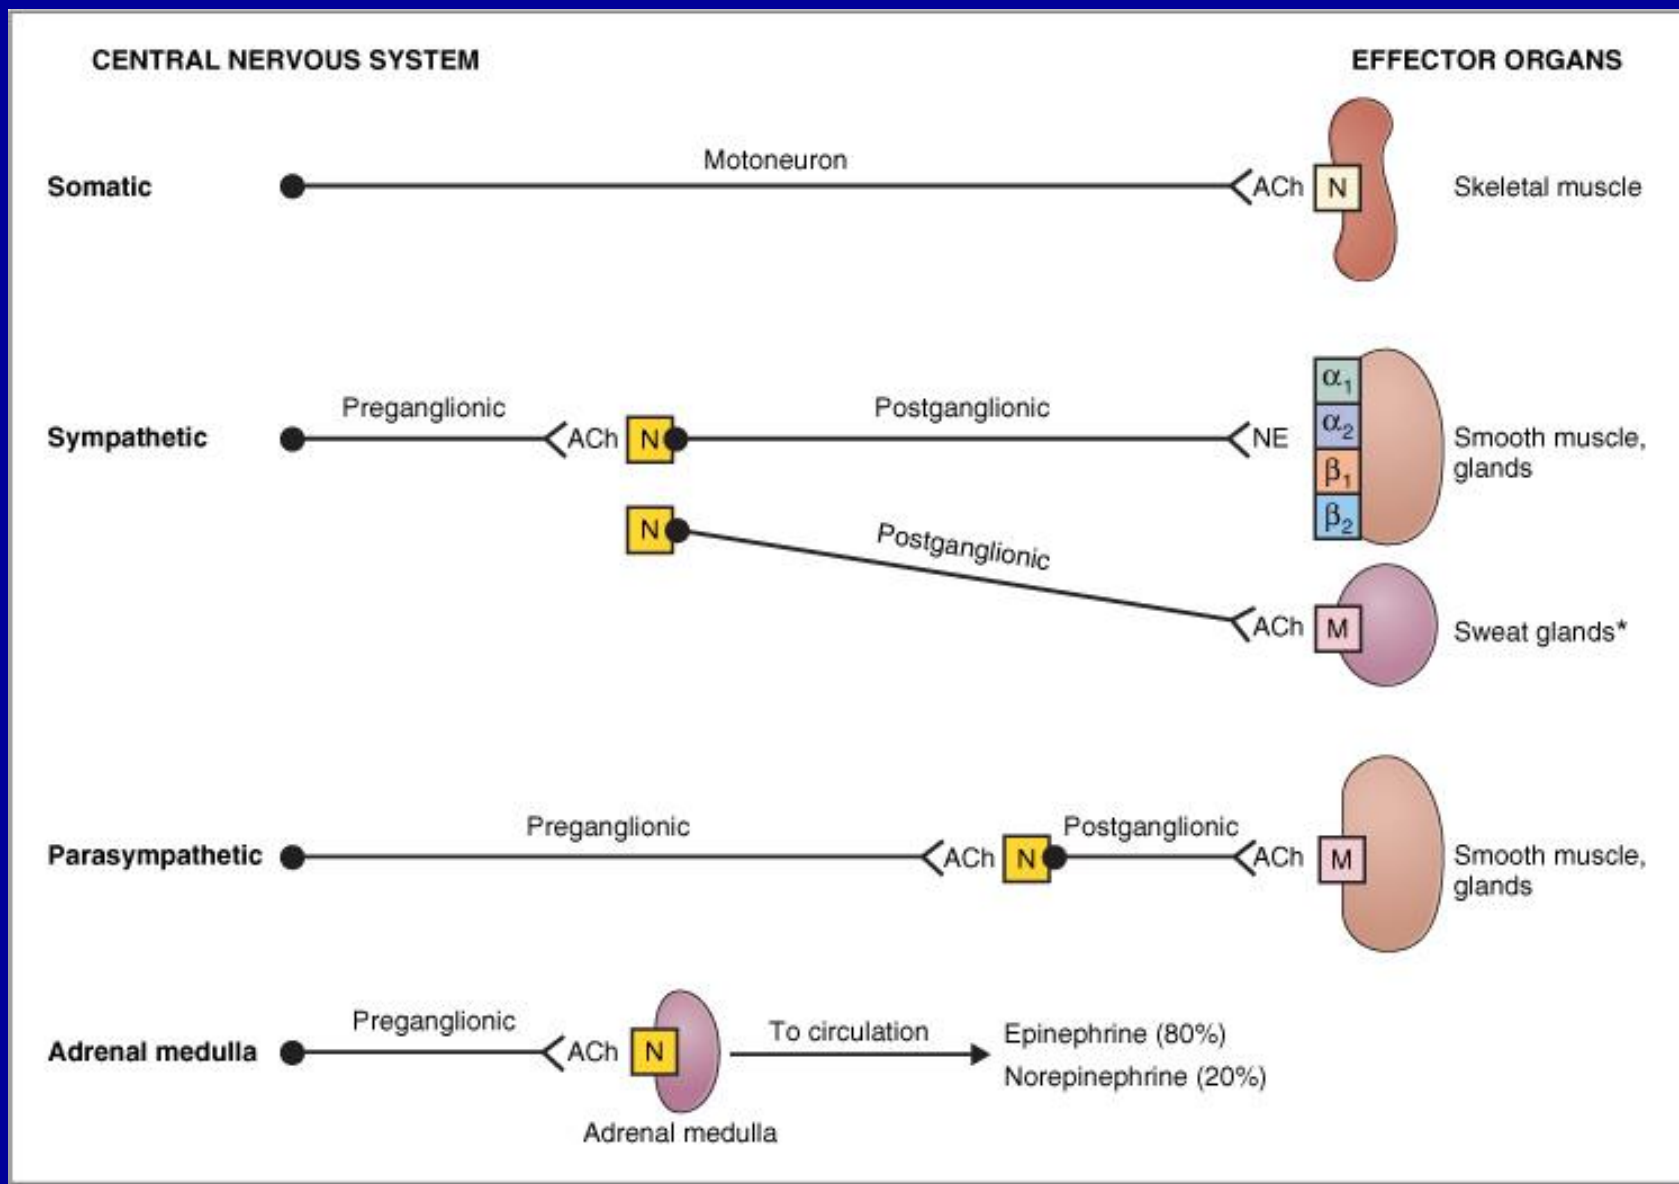 CENTRAL NERVOUS SYSTEM
EFFECTOR ORGANS
Motoneuron
Somatic
ACh
N
Skeletal muscle
Preganglionic
Postganglionic
Sympathetic
ACh
N
NE
α₁
α₂
β₁
β₂
Smooth muscle,
glands
N
Postganglionic
ACh
M
Sweat glands*
Preganglionic
Postganglionic
Parasympathetic
ACh
N
ACh
M
Smooth muscle,
glands
Preganglionic
Adrenal medulla
ACh
N
To circulation
Epinephrine (80%)
Norepinephrine (20%)
Adrenal medulla